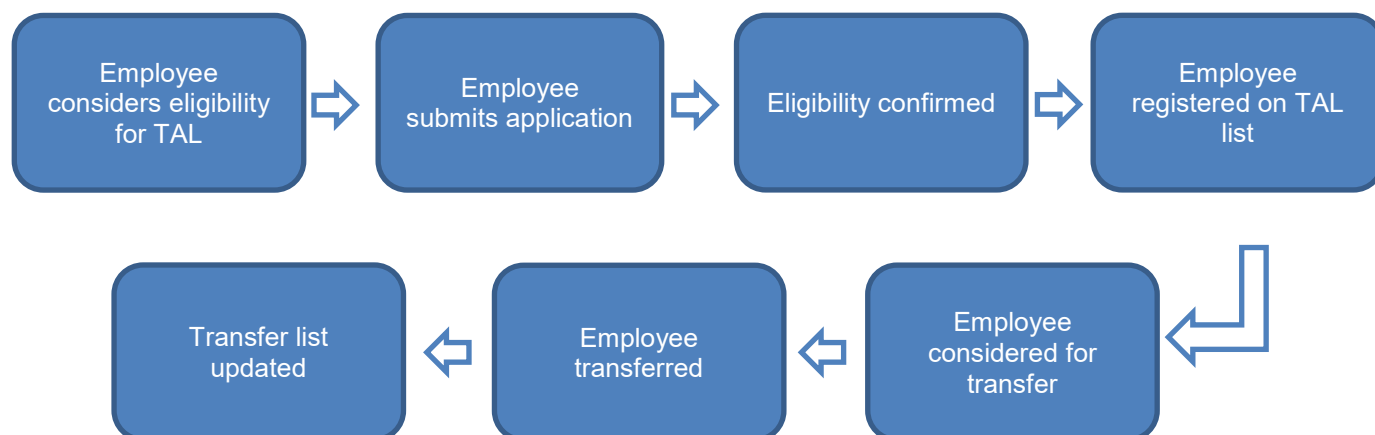 Employee
considers eligibility
for TAL
Employee
submits application
Eligibility confirmed
Employee
registered on TAL
list
Employee
considered for
transfer
Employee
transferred
Transfer list
updated